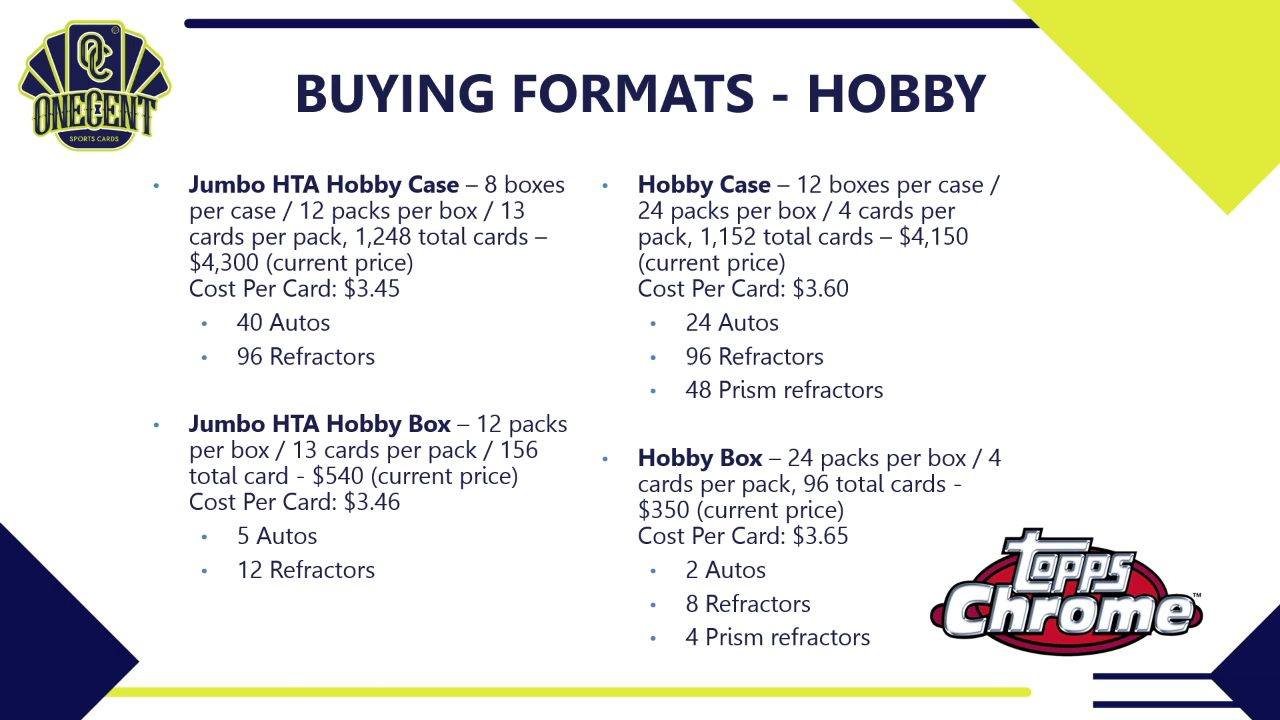 OC
ONECENT
SPORTS CARDS
BUYING FORMATS - HOBBY
• Jumbo HTA Hobby Case – 8 boxes
per case / 12 packs per box / 13
cards per pack, 1,248 total cards –
$4,300 (current price)
Cost Per Card: $3.45
• 40 Autos
• 96 Refractors
• Jumbo HTA Hobby Box – 12 packs
per box / 13 cards per pack / 156
total card - $540 (current price)
Cost Per Card: $3.46
• 5 Autos
• 12 Refractors
• Hobby Case – 12 boxes per case /
24 packs per box / 4 cards per
pack, 1,152 total cards – $4,150
(current price)
Cost Per Card: $3.60
• 24 Autos
• 96 Refractors
• 48 Prism refractors
• Hobby Box – 24 packs per box / 4
cards per pack, 96 total cards -
$350 (current price)
Cost Per Card: $3.65
• 2 Autos
• 8 Refractors
• 4 Prism refractors
topps
Chrome™